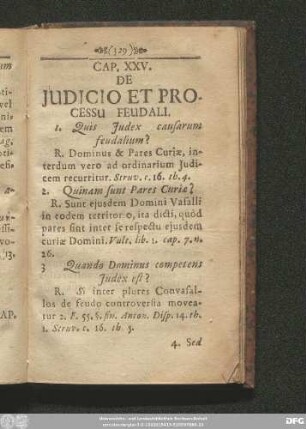 (129)
CAP. XXV.
DE
JUDICIO ET PRO-
CESSU FEUDALI.
1. Quis Judex causarum
feudalium?
R. Dominus & Pares Curiæ, in-
terdum vero ad ordinarium Judi-
cem recurritur. Struv. c. 16. th. 4.
2. Quinam sunt Pares Curiæ?
R. Sunt ejusdem Domini Vasalli
in eodem territorio, ita dicti, quod
pares sint inter se respectu ejusdem
curiæ Domini. Vult. lib. 1. cap. 7. n.
26.
3 Quando Dominus competens
Judex est?
R. Si inter plures Convasal-
los de feudo controversia movea-
tur 2. F. 55. §. fin. Anton. Disp. 14. th.
1. Struv. c. 16. th. 3.
4. Sed